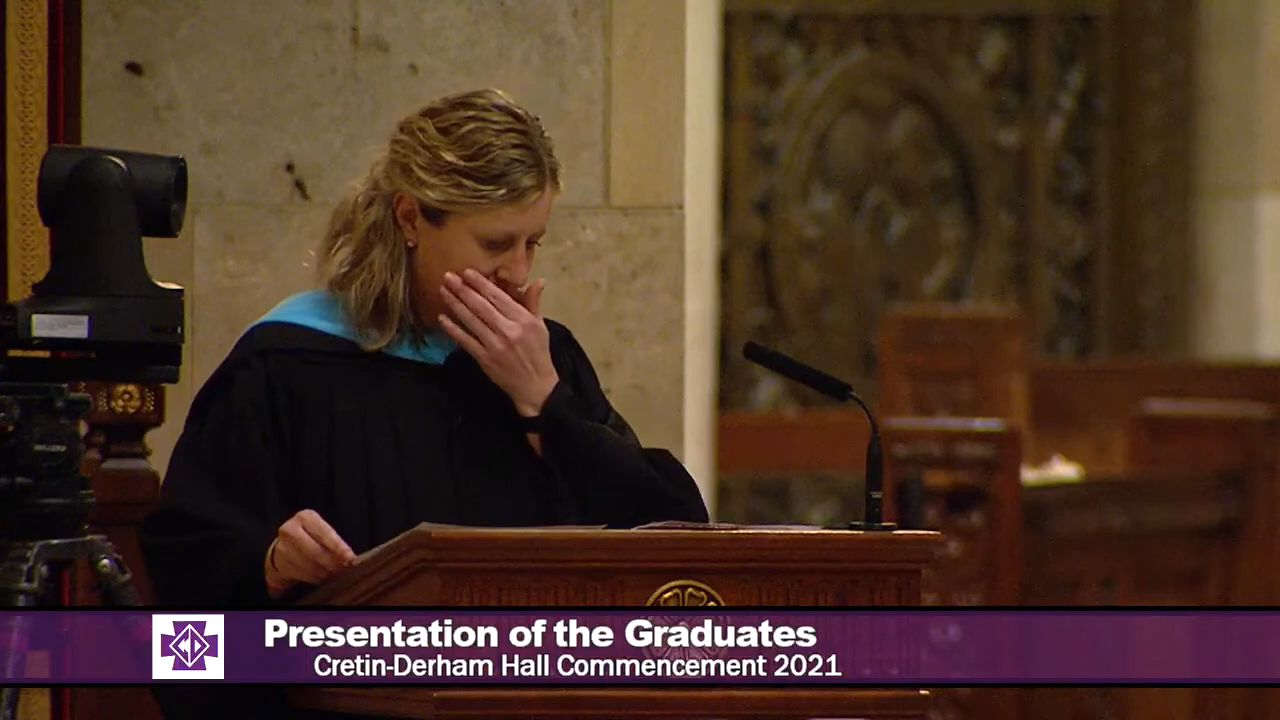 Presentation of the Graduates
Cretin-Derham Hall Commencement 2021